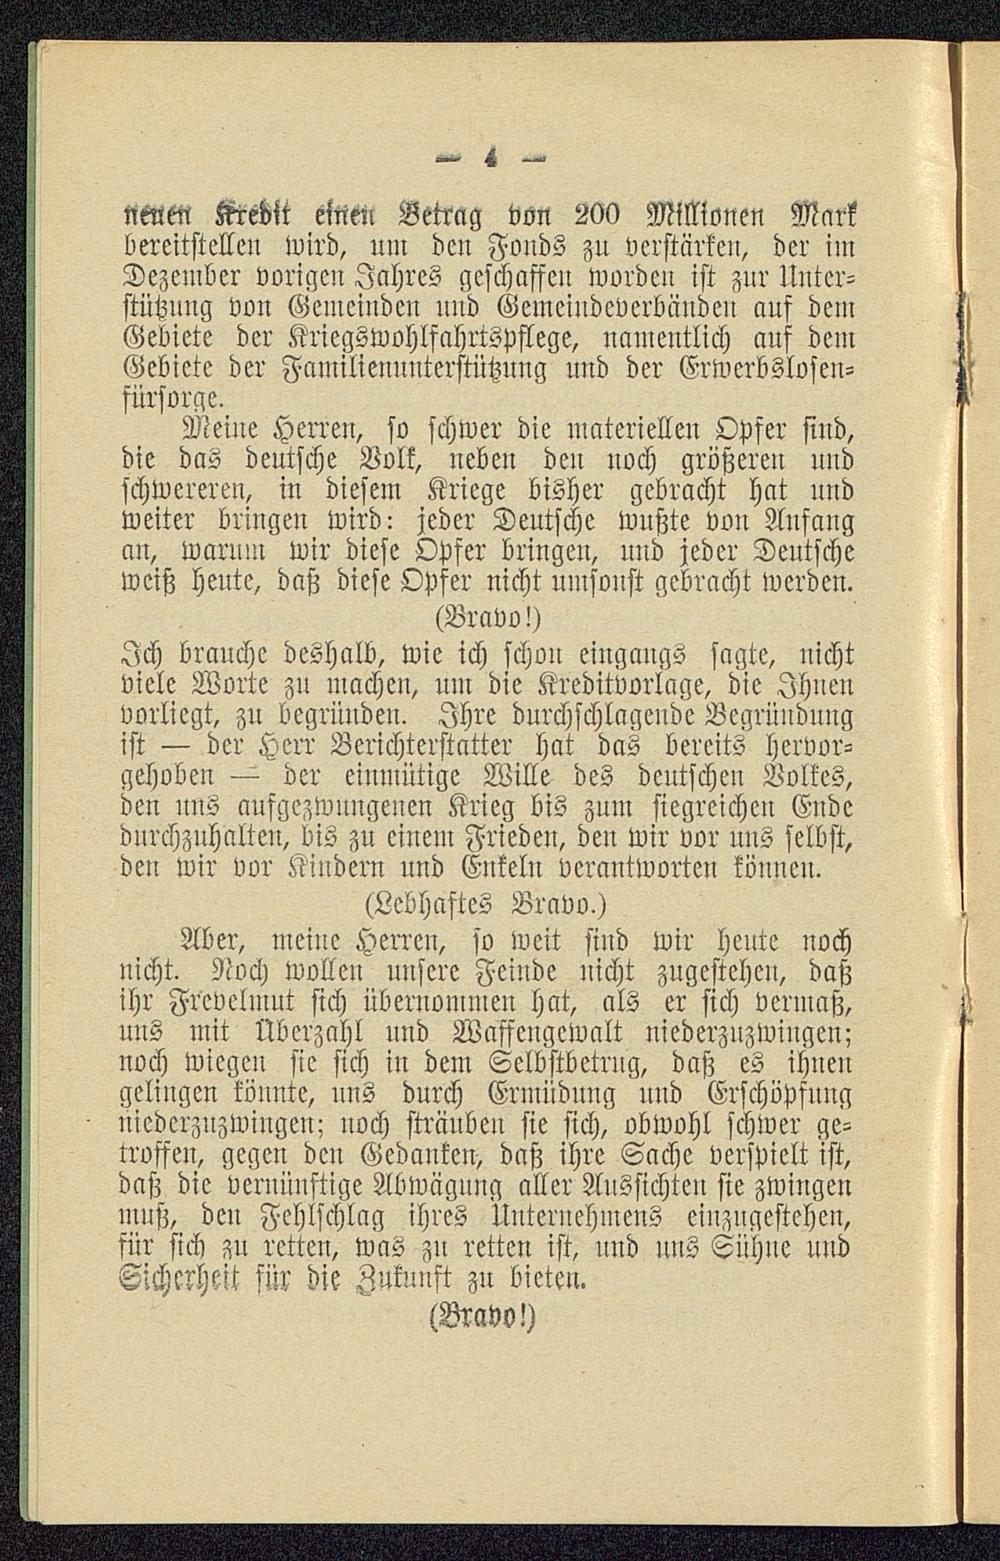 — 4 —
neuen Kredit einen Betrag von 200 Millionen Mark
bereitstellen wird, um den Fonds zu verstärken, der im
Dezember vorigen Jahres geschaffen worden ist zur Unter-
stützung von Gemeinden und Gemeindeverbänden auf dem
Gebiete der Kriegswohlfahrtspflege, namentlich auf dem
Gebiete der Familienunterstützung und der Erwerbslosen-
fürsorge.
Meine Herren, so schwer die materiellen Opfer sind,
die das deutsche Volk, neben den noch größeren und
schwereren, in diesem Kriege bisher gebracht hat und
weiter bringen wird: jeder Deutsche wußte von Anfang
an, warum wir diese Opfer bringen, und jeder Deutsche
weiß heute, daß diese Opfer nicht umsonst gebracht werden.
(Bravo!)
Ich brauche deshalb, wie ich schon eingangs sagte, nicht
viele Worte zu machen, um die Kreditvorlage, die Ihnen
vorliegt, zu begründen. Ihre durchschlagende Begründung
ist — der Herr Berichterstatter hat das bereits hervor-
gehoben — der einmütige Wille des deutschen Volkes,
den uns aufgezwungenen Krieg bis zum siegreichen Ende
durchzuhalten, bis zu einem Frieden, den wir vor uns selbst,
den wir vor Kindern und Enkeln verantworten können.
(Lebhaftes Bravo.)
Aber, meine Herren, so weit sind wir heute noch
nicht. Noch wollen unsere Feinde nicht zugestehen, daß
ihr Frevelmut sich übernommen hat, als er sich vermaß,
uns mit Überzahl und Waffengewalt niederzuzwingen;
noch wiegen sie sich in dem Selbstbetrug, daß es ihnen
gelingen könnte, uns durch Ermüdung und Erschöpfung
niederzuzwingen; noch sträuben sie sich, obwohl schwer ge-
troffen, gegen den Gedanken, daß ihre Sache verspielt ist,
daß die vernünftige Abwägung aller Aussichten sie zwingen
muß, den Fehlschlag ihres Unternehmens einzugestehen,
für sich zu retten, was zu retten ist, und uns Sühne und
Sicherheit für die Zukunft zu bieten.
(Bravo!)